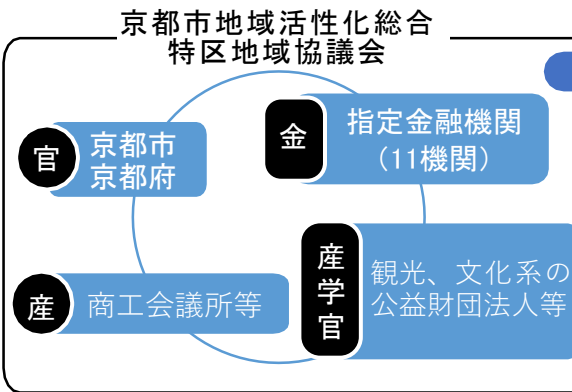 京都市地域活性化総合
特区地域協議会
官
京都市
京都府
金
指定金融機関
（11機関）
産
商工会議所等
産学官
観光、文化系の
公益財団法人等